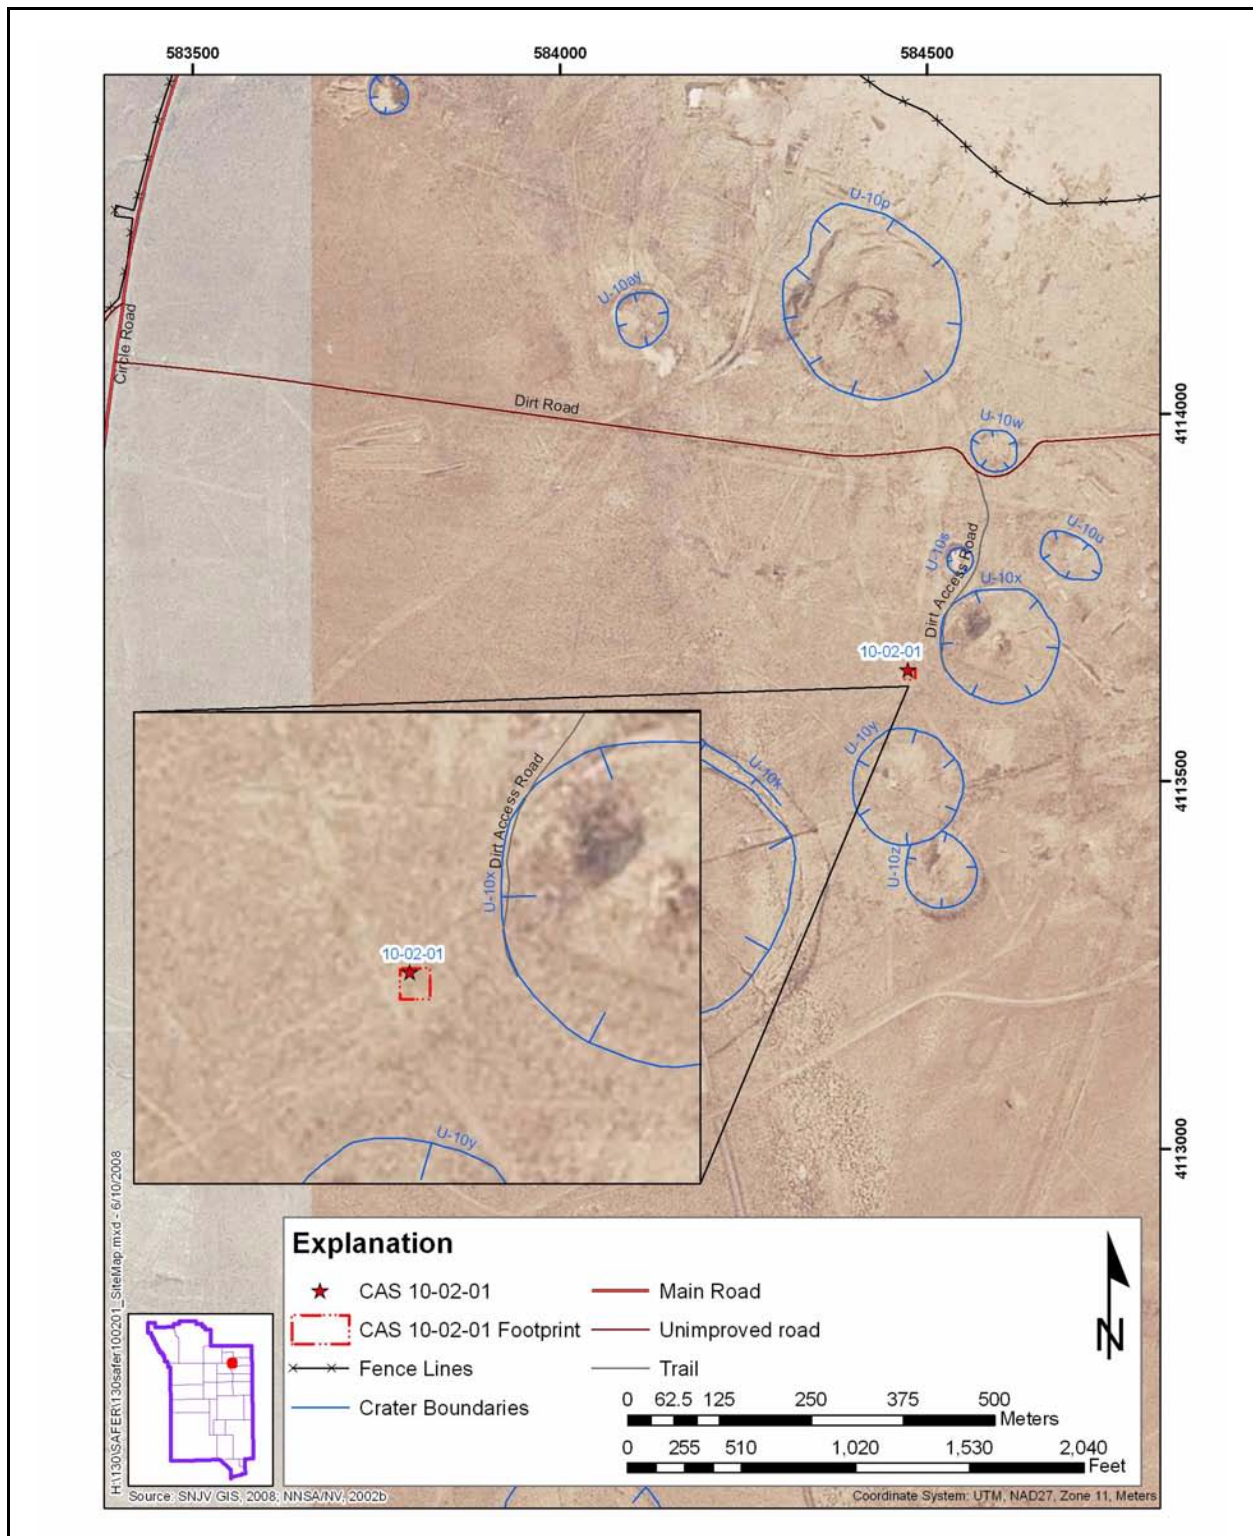 583500 584000 584500
U-10p
U-10ay
Circle Road
Dirt Road
4114000
U-10w
U-10s
Dirt Access Road
U-10u
U-10x
10-02-01
U-10y
4113500
U-10k
U-10z
Dirt Access Road
U-10x
10-02-01
U-10y
4113000
H:\130\SAFER\130safer100201_SiteMap.mxd - 6/10/2008
Explanation
CAS 10-02-01
Main Road
CAS 10-02-01 Footprint
Unimproved road
Fence Lines
Trail
Crater Boundaries
N
0 62.5 125 250 375 500
Meters
0 255 510 1,020 1,530 2,040
Feet
Source: SNJV GIS, 2008; NNSA/NV, 2002b
Coordinate System: UTM, NAD27, Zone 11, Meters